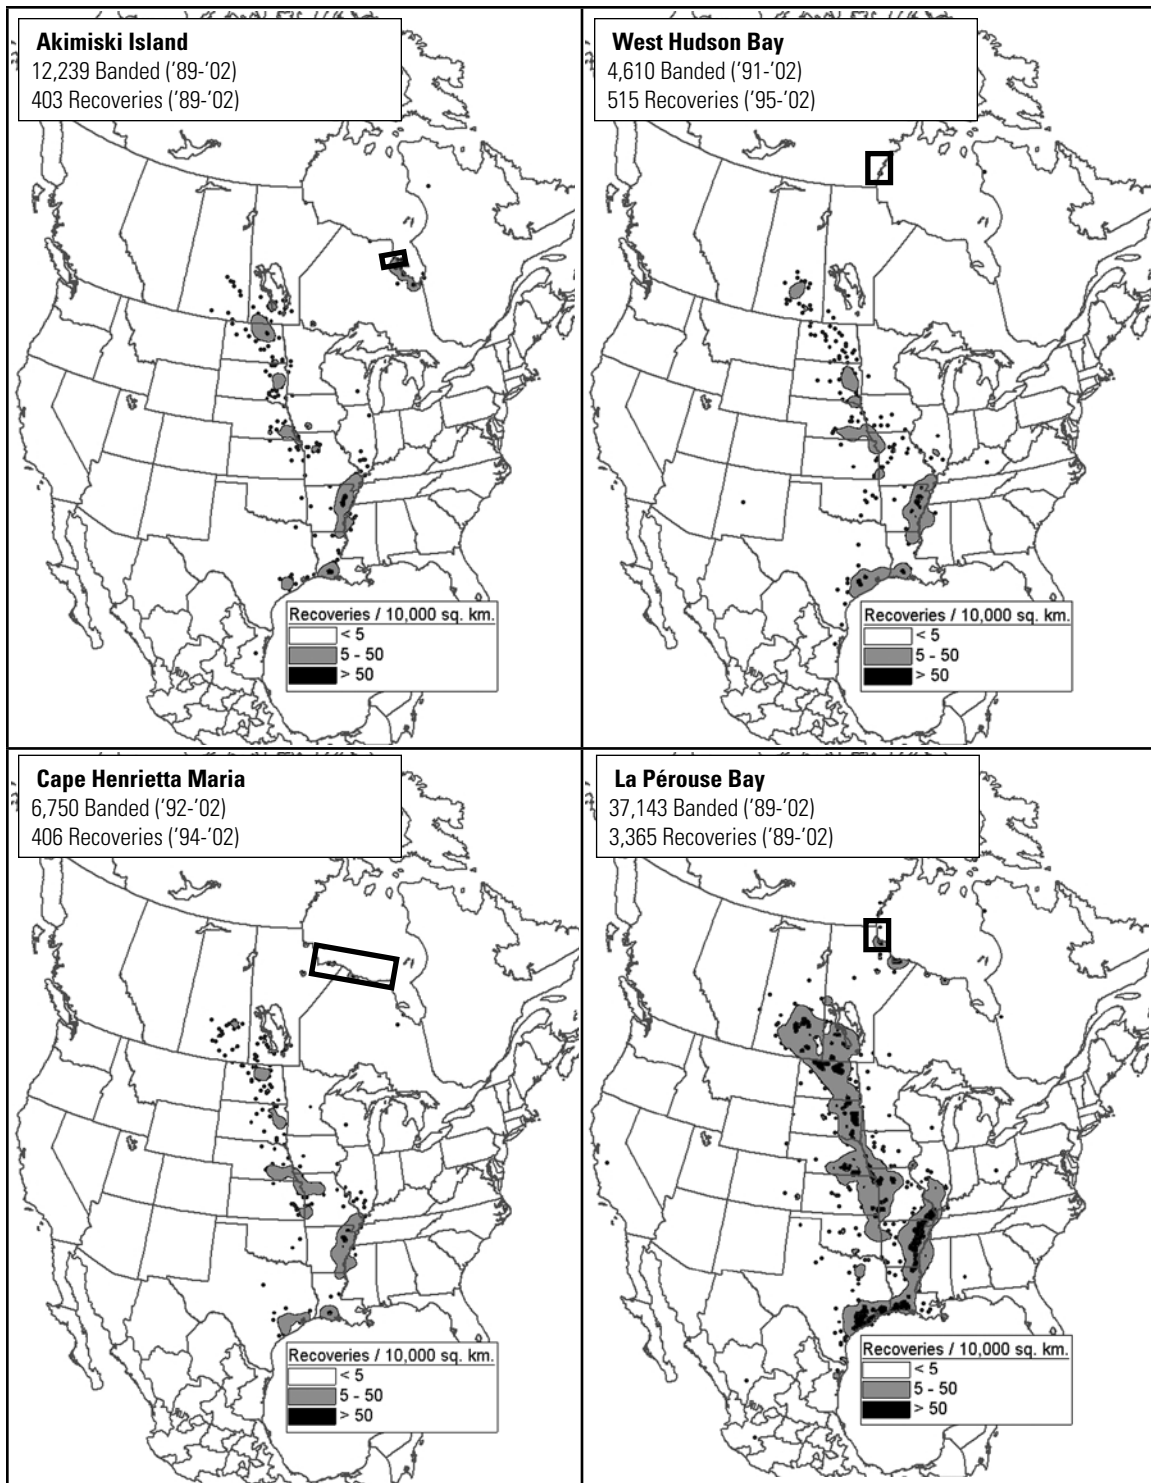 Akimiski Island
12,239 Banded (’89-’02)
403 Recoveries (’89-’02)
Recoveries / 10,000 sq. km.
< 5
5 - 50
> 50
West Hudson Bay
4,610 Banded (’91-’02)
515 Recoveries (’95-’02)
Recoveries / 10,000 sq. km.
< 5
5 - 50
> 50
Cape Henrietta Maria
6,750 Banded (’92-’02)
406 Recoveries (’94-’02)
Recoveries / 10,000 sq. km.
< 5
5 - 50
> 50
La Pérouse Bay
37,143 Banded (’89-’02)
3,365 Recoveries (’89-’02)
Recoveries / 10,000 sq. km.
< 5
5 - 50
> 50